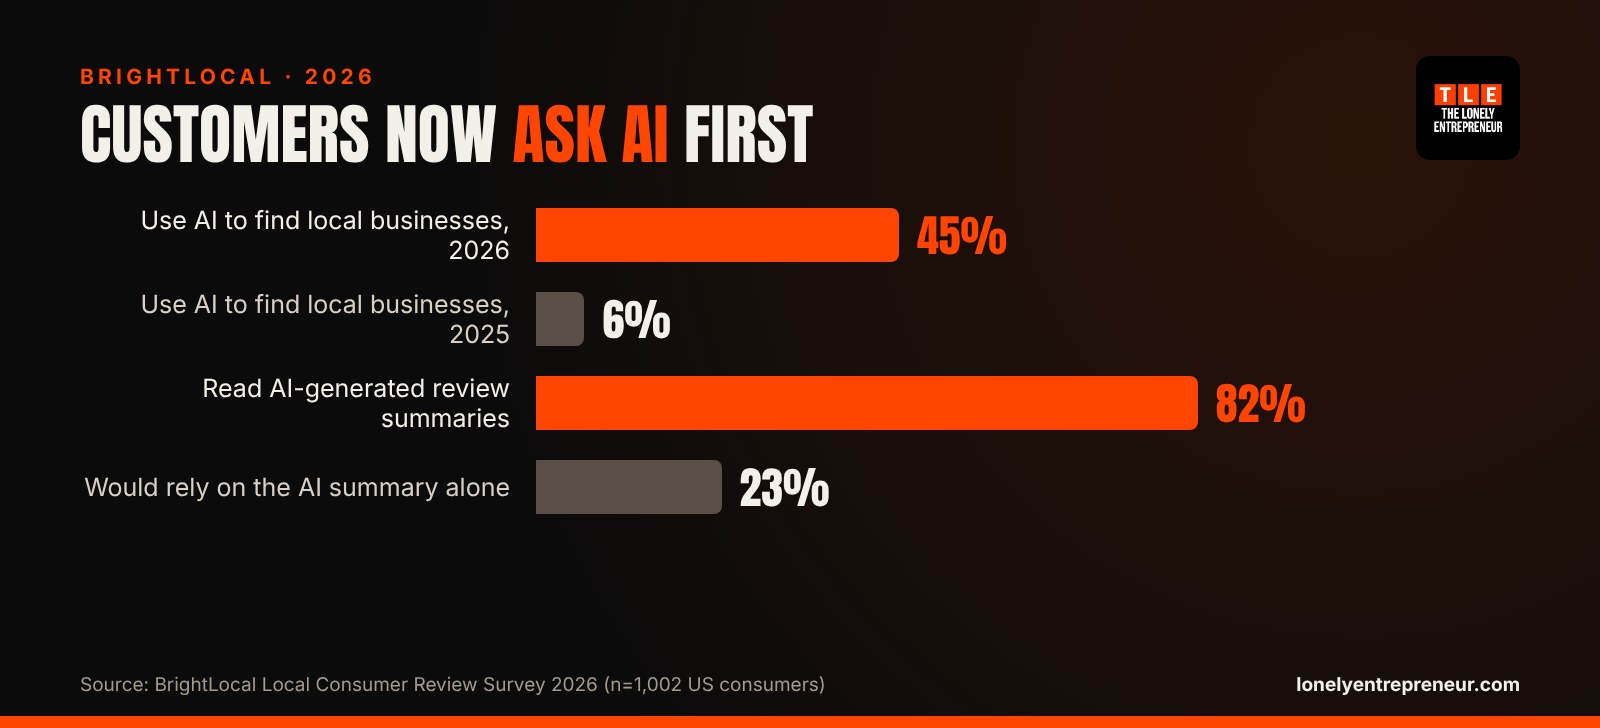 BRIGHTLOCAL · 2026
CUSTOMERS NOW ASK AI FIRST
TLE
THE LONELY
ENTREPRENEUR
Use AI to find local businesses,
2026
45%
Use AI to find local businesses,
2025
6%
Read AI-generated review
summaries
82%
Would rely on the AI summary alone
23%
Source: BrightLocal Local Consumer Review Survey 2026 (n=1,002 US consumers)
lonelyentrepreneur.com